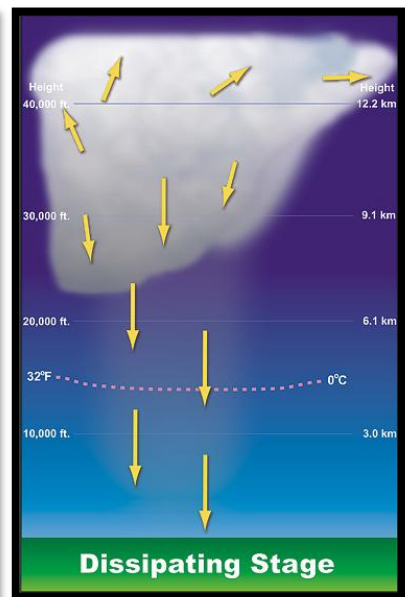 Height Height
40,000 ft. 12.2 km
30,000 ft. 9.1 km
20,000 ft. 6.1 km
32°F 0°C
10,000 ft. 3.0 km
Dissipating Stage